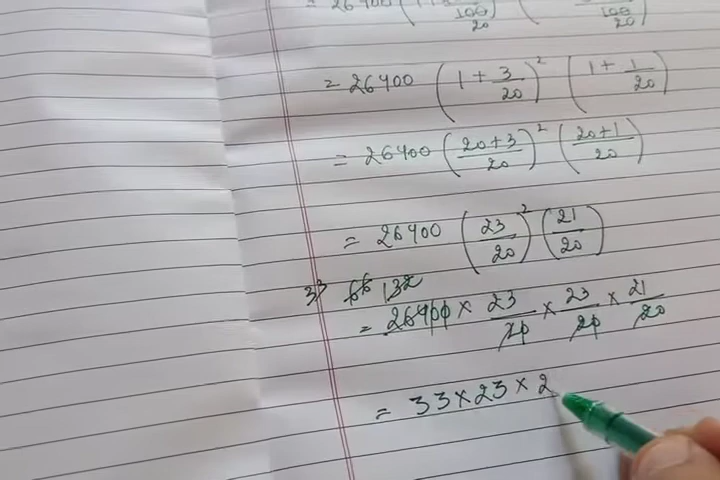 = 26400 (1 + 3/20)² (1 + 1/20)
= 26400 (20+3/20)² (20+1/20)
= 26400 (23/20)² (21/20)
33 66 132
= 26400 × 23/20 × 23/20 × 21/20
= 33 × 23 × 2